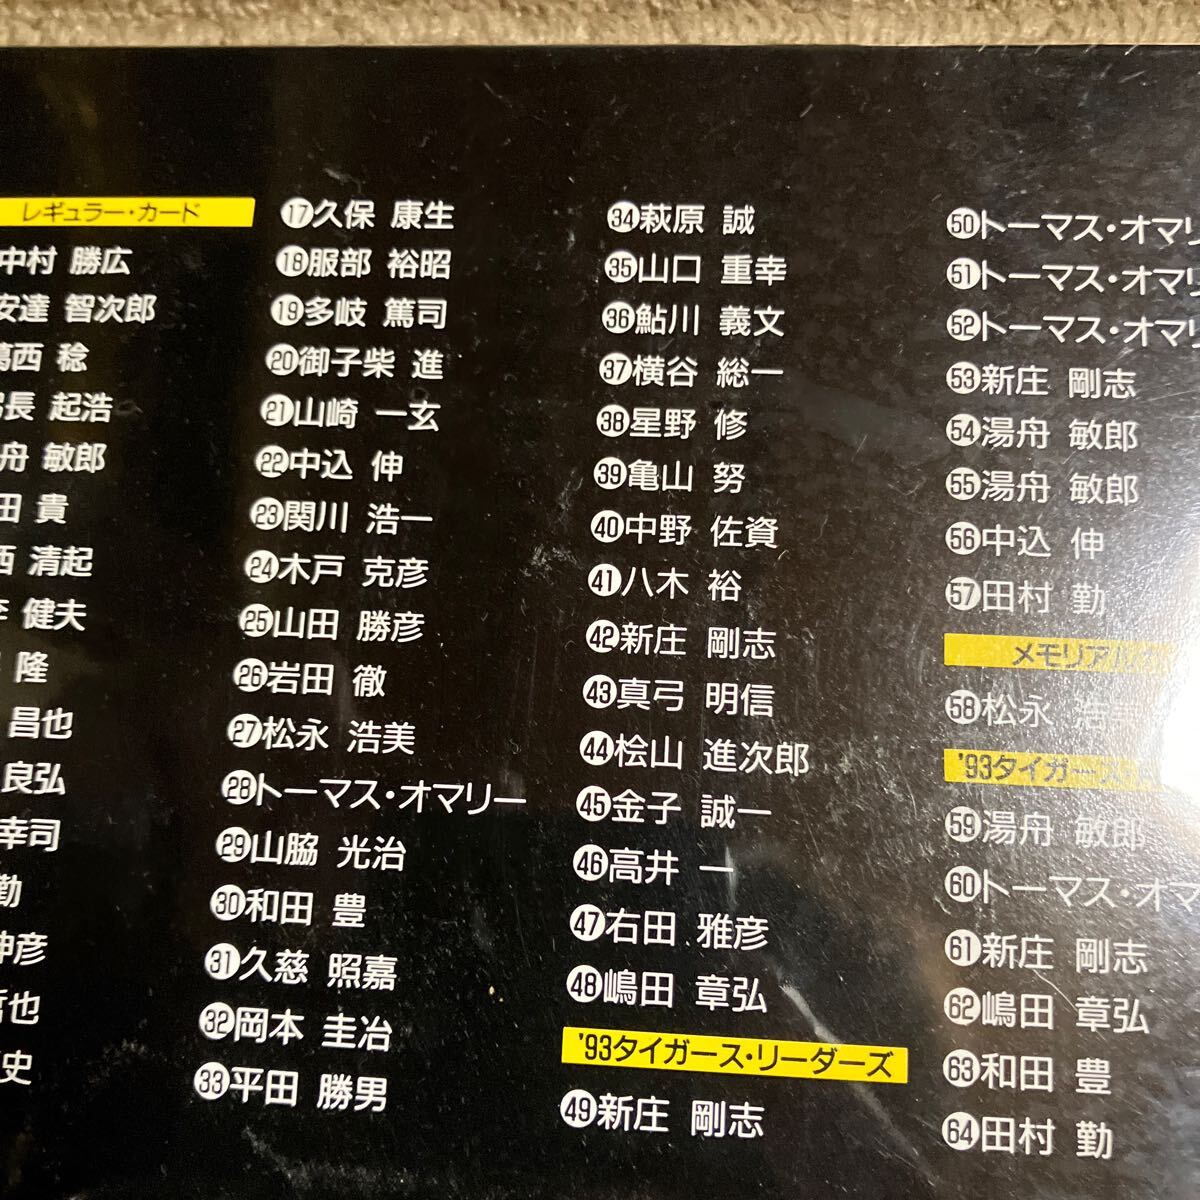 レギュラー・カード
中村 勝広
安達 智次郎
葛西 稔
弓長 起浩
舟 敏郎
田 貴
西 清起
健夫
隆
昌也
良弘
幸司
勤
伸彦
哲也
史
⑰久保 康生
⑱服部 裕昭
⑲多岐 篤司
⑳御子柴 進
㉑山崎 一玄
㉒中込 伸
㉓関川 浩一
㉔木戸 克彦
㉕山田 勝彦
㉖岩田 徹
㉗松永 浩美
㉘トーマス・オマリー
㉙山脇 光治
㉚和田 豊
㉛久慈 照嘉
㉜岡本 圭治
㉝平田 勝男
㉞萩原 誠
㉟山口 重幸
㊱鮎川 義文
㊲横谷 総一
㊳星野 修
㊴亀山 努
㊵中野 佐資
㊶八木 裕
㊷新庄 剛志
㊸真弓 明信
㊹桧山 進次郎
㊺金子 誠一
㊻高井 一
㊼右田 雅彦
㊽嶋田 章弘
'93タイガース・リーダーズ
㊾新庄 剛志
㊿トーマス・オマリ
51トーマス・オマリ
52トーマス・オマリ
53新庄 剛志
54湯舟 敏郎
55湯舟 敏郎
56中込 伸
57田村 勤
メモリアル
58松永 浩
'93タイガース・
59湯舟 敏郎
60トーマス・オマ
61新庄 剛志
62嶋田 章弘
63和田 豊
64田村 勤